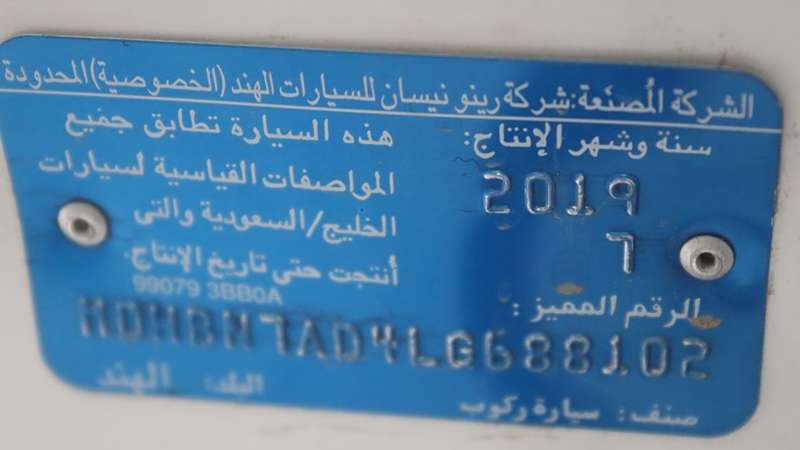 الشركة المُصنعة: شركة رينو نيسان للسيارات الهند (الخصوصية) المحدودة
سنة وشهر الإنتاج:
2019
7
هذه السيارة تطابق جميع
المواصفات القياسية لسيارات
الخليج/السعودية والتى
أنتجت حتى تاريخ الإنتاج.
99079 3BB0A
الرقم المميز :
MDHBN7AD4LG688102
صنف: سيارة ركوب
البلد: الهند